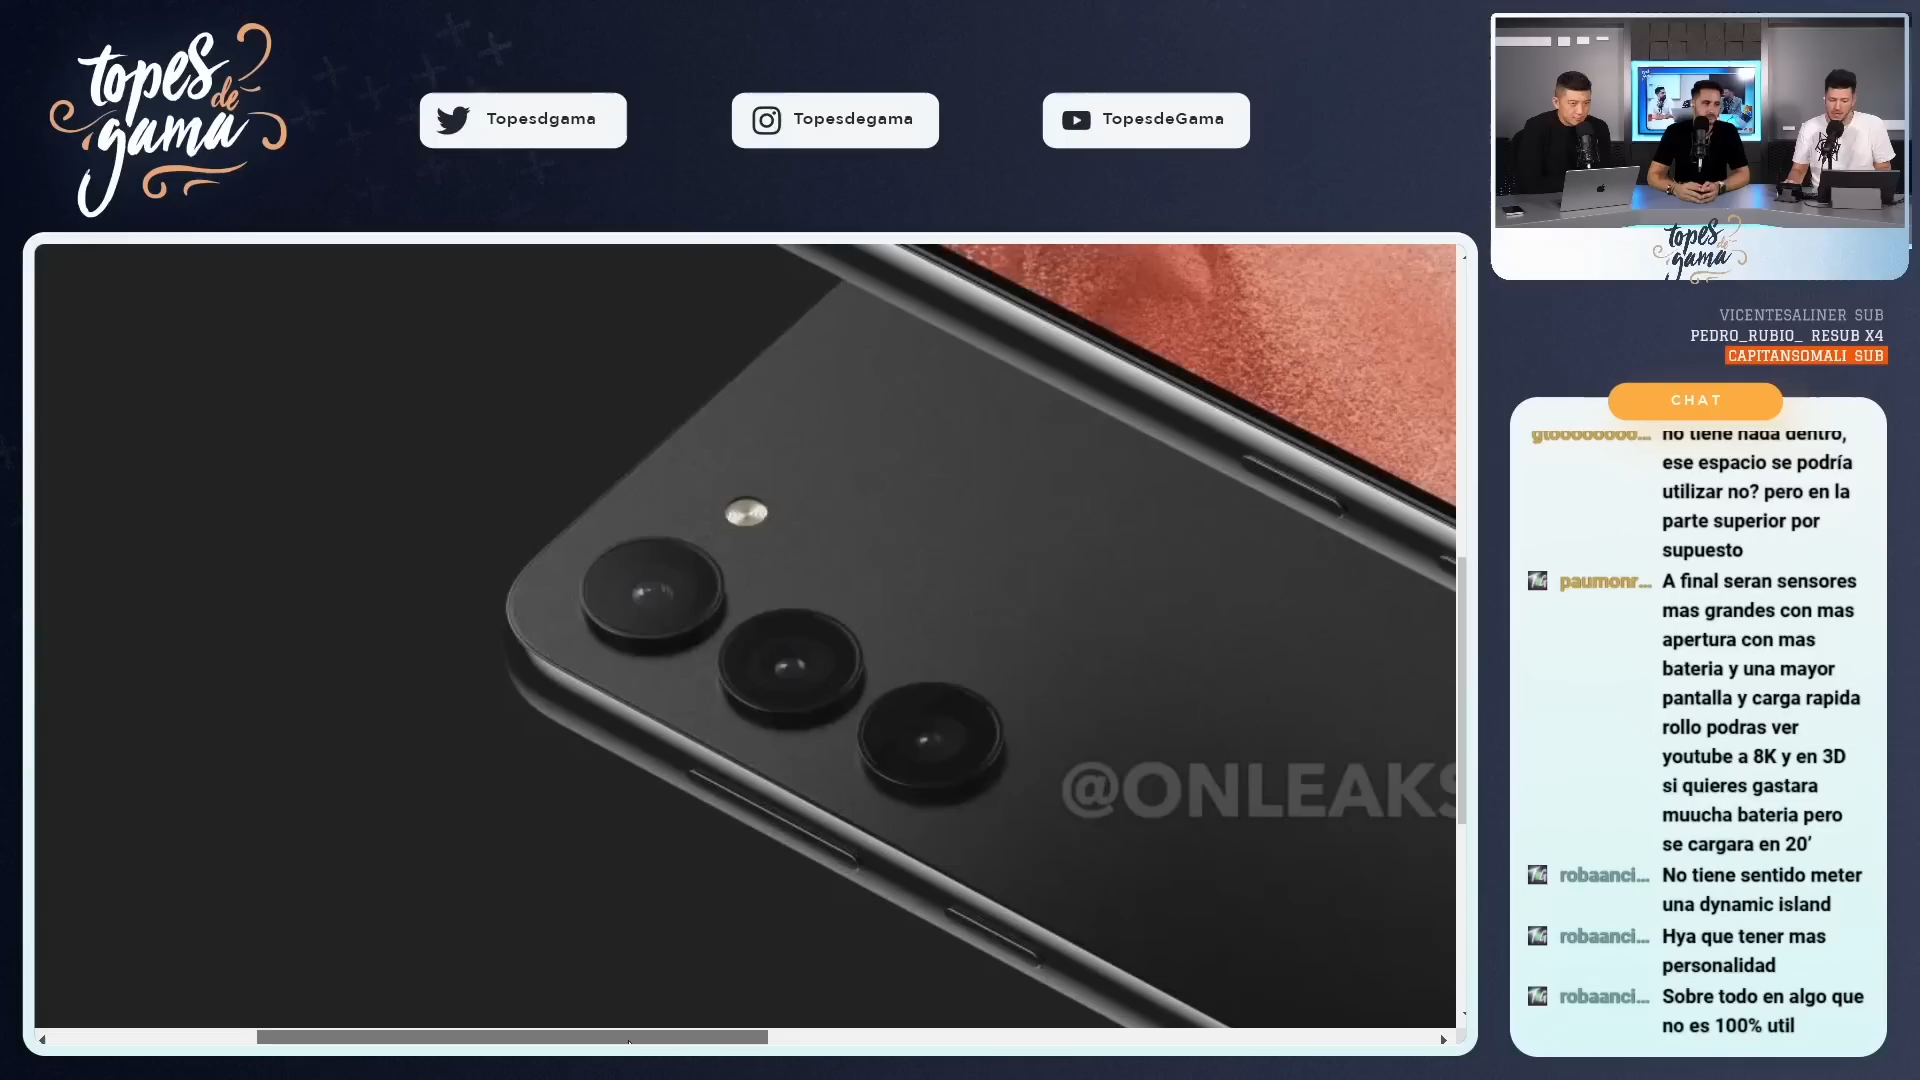 topes
de
gama
Topesdgama
Topesdegama
TopesdeGama
topes
de
gama
VICENTESALINER SUB
PEDRO_RUBIO_ RESUB X4
CAPITANSOMALI SUB
CHAT
no tiene nada dentro,
ese espacio se podría
utilizar no? pero en la
parte superior por
supuesto
paumonr... A final seran sensores
mas grandes con mas
apertura con mas
bateria y una mayor
pantalla y carga rapida
rollo podras ver
youtube a 8K y en 3D
si quieres gastara
muucha bateria pero
se cargara en 20’
robaanci... No tiene sentido meter
una dynamic island
robaanci... Hya que tener mas
personalidad
robaanci... Sobre todo en algo que
no es 100% util
@ONLEAKS